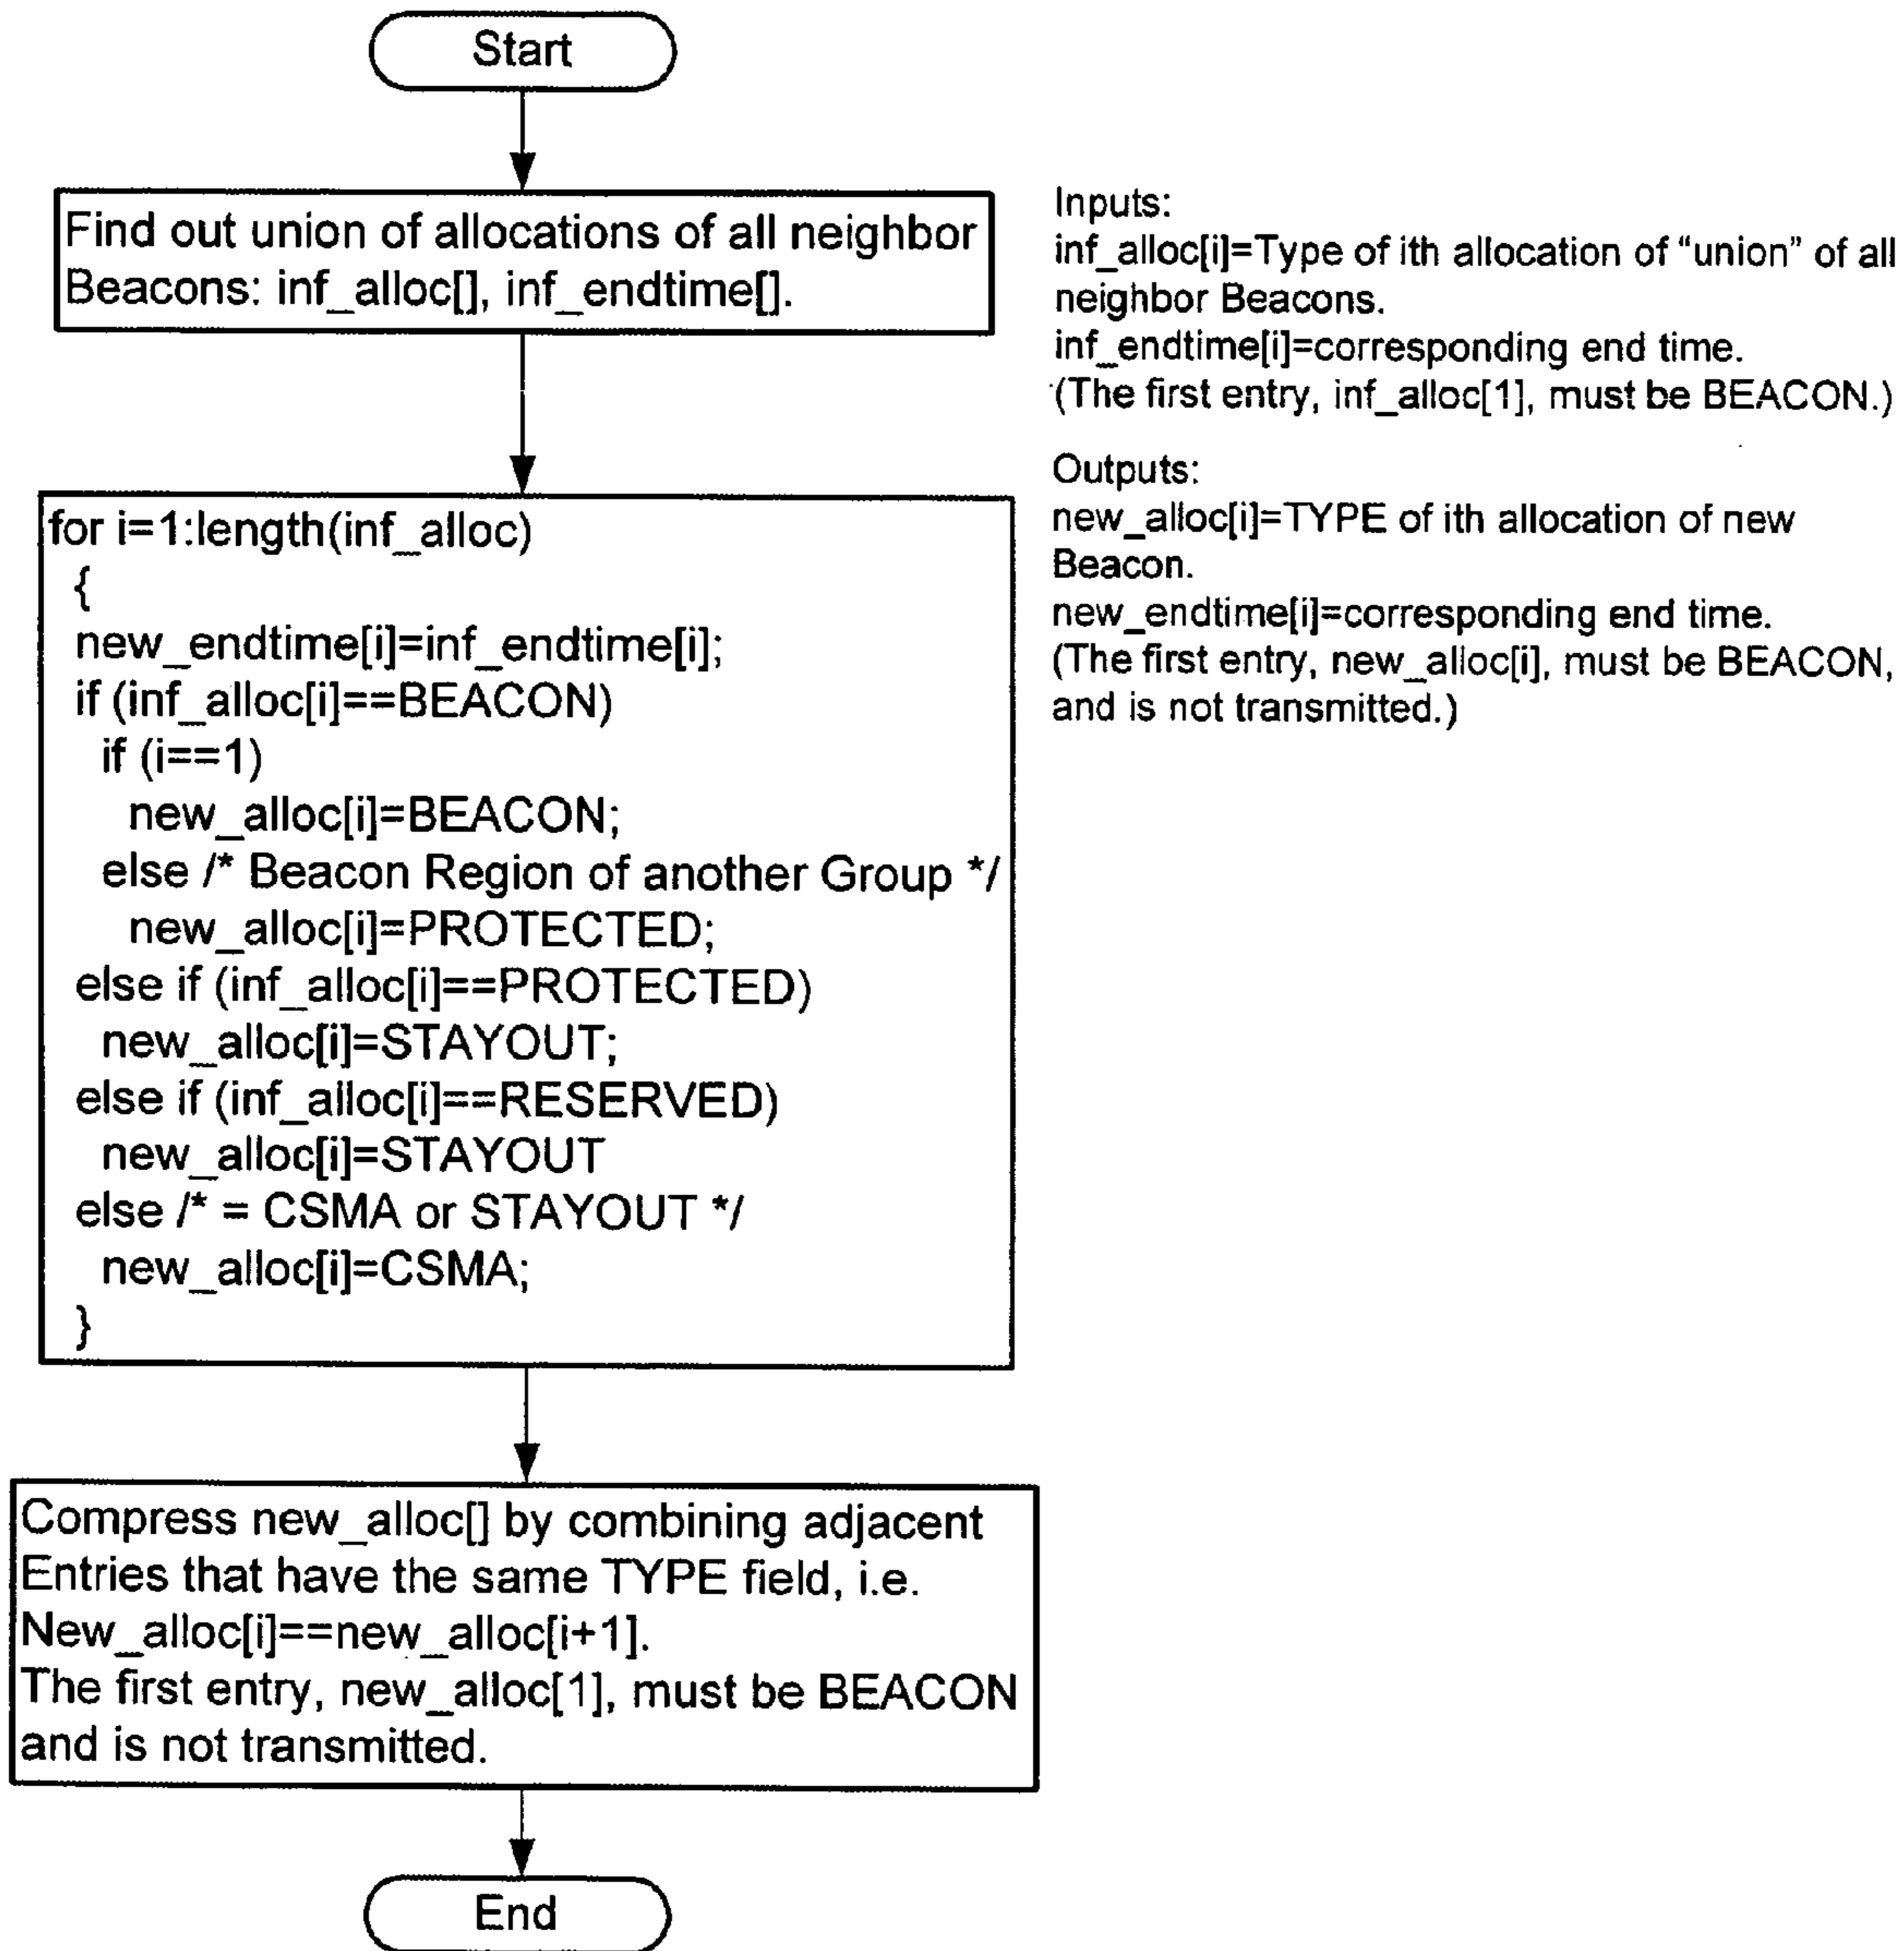 Start
Find out union of allocations of all neighbor
Beacons: inf_alloc[], inf_endtime[].
Inputs:
inf_alloc[i]=Type of ith allocation of “union” of all
neighbor Beacons.
inf_endtime[i]=corresponding end time.
(The first entry, inf_alloc[1], must be BEACON.)
Outputs:
new_alloc[i]=TYPE of ith allocation of new
Beacon.
new_endtime[i]=corresponding end time.
(The first entry, new_alloc[i], must be BEACON,
and is not transmitted.)
for i=1:length(inf_alloc)
{
new_endtime[i]=inf_endtime[i];
if (inf_alloc[i]==BEACON)
if (i==1)
new_alloc[i]=BEACON;
else /* Beacon Region of another Group */
new_alloc[i]=PROTECTED;
else if (inf_alloc[i]==PROTECTED)
new_alloc[i]=STAYOUT;
else if (inf_alloc[i]==RESERVED)
new_alloc[i]=STAYOUT
else /* = CSMA or STAYOUT */
new_alloc[i]=CSMA;
}
Compress new_alloc[] by combining adjacent
Entries that have the same TYPE field, i.e.
New_alloc[i]==new_alloc[i+1].
The first entry, new_alloc[1], must be BEACON
and is not transmitted.
End